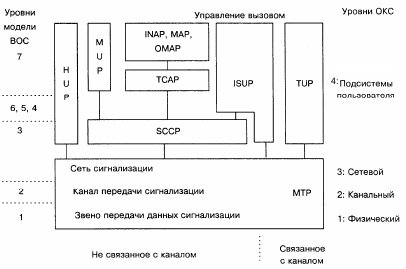 Уровни модели ВОС
Управление вызовом
Уровни ОКС
7
6, 5, 4
3
2
1
HUP
MUP
INAP, MAP,
OMAP
TCAP
SCCP
ISUP
TUP
4: Подсистемы
пользователя
Сеть сигнализации
Канал передачи сигнализации
Звено передачи данных сигнализации
MTP
3: Сетевой
2: Канальный
1: Физический
Не связанное с каналом
Связанное
с каналом